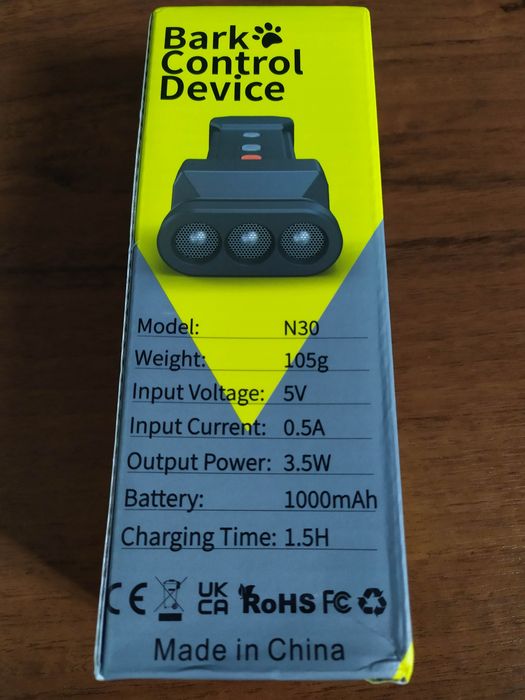 Bark
Control
Device
Model: N30
Weight: 105g
Input Voltage: 5V
Input Current: 0.5A
Output Power: 3.5W
Battery: 1000mAh
Charging Time: 1.5H
CE UK CA RoHS FC
Made in China